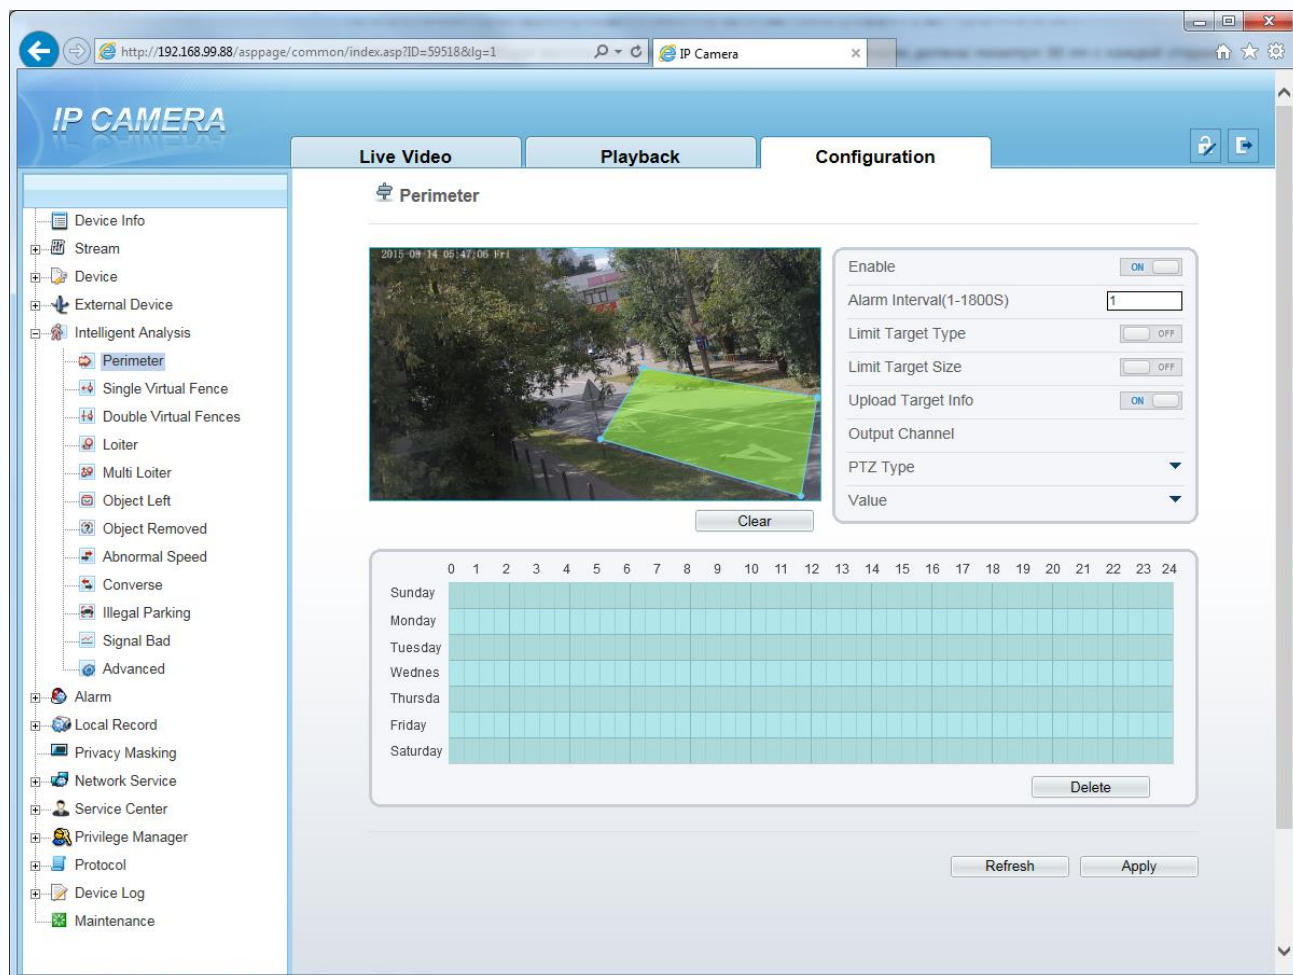 http://192.168.99.88/asppage/common/index.asp?ID=59518&lg=1
IP Camera
IP CAMERA
Live Video
Playback
Configuration
Device Info
Stream
Device
External Device
Intelligent Analysis
Perimeter
Single Virtual Fence
Double Virtual Fences
Loiter
Multi Loiter
Object Left
Object Removed
Abnormal Speed
Converse
Illegal Parking
Signal Bad
Advanced
Alarm
Local Record
Privacy Masking
Network Service
Service Center
Privilege Manager
Protocol
Device Log
Maintenance
Perimeter
05:47:06 Fri
Clear
Enable ON
Alarm Interval(1-1800S) 1
Limit Target Type OFF
Limit Target Size OFF
Upload Target Info ON
Output Channel
PTZ Type
Value
0 1 2 3 4 5 6 7 8 9 10 11 12 13 14 15 16 17 18 19 20 21 22 23 24
Sunday
Monday
Tuesday
Wednes
Thursda
Friday
Saturday
Delete
Refresh Apply